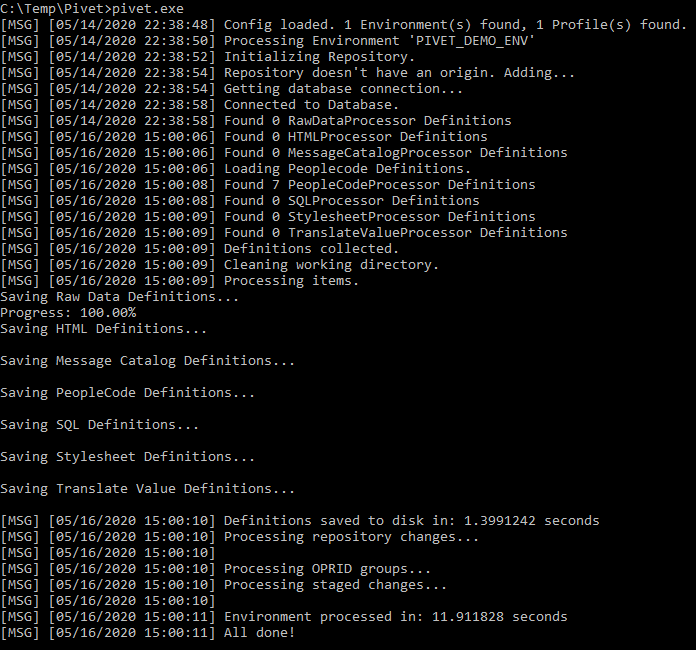 C:\Temp\Pivet>pivet.exe
[MSG] [05/14/2020 22:38:48] Config loaded. 1 Environment(s) found, 1 Profile(s) found.
[MSG] [05/14/2020 22:38:50] Processing Environment 'PIVET_DEMO_ENV'
[MSG] [05/14/2020 22:38:52] Initializing Repository.
[MSG] [05/14/2020 22:38:54] Repository doesn't have an origin. Adding...
[MSG] [05/14/2020 22:38:54] Getting database connection...
[MSG] [05/14/2020 22:38:58] Connected to Database.
[MSG] [05/14/2020 22:38:58] Found 0 RawDataProcessor Definitions
[MSG] [05/16/2020 15:00:06] Found 0 HTMLProcessor Definitions
[MSG] [05/16/2020 15:00:06] Found 0 MessageCatalogProcessor Definitions
[MSG] [05/16/2020 15:00:06] Loading Peoplecode Definitions.
[MSG] [05/16/2020 15:00:08] Found 7 PeopleCodeProcessor Definitions
[MSG] [05/16/2020 15:00:08] Found 0 SQLProcessor Definitions
[MSG] [05/16/2020 15:00:09] Found 0 StylesheetProcessor Definitions
[MSG] [05/16/2020 15:00:09] Found 0 TranslateValueProcessor Definitions
[MSG] [05/16/2020 15:00:09] Definitions collected.
[MSG] [05/16/2020 15:00:09] Cleaning working directory.
[MSG] [05/16/2020 15:00:09] Processing items.
Saving Raw Data Definitions...
Progress: 100.00%
Saving HTML Definitions...
Saving Message Catalog Definitions...
Saving PeopleCode Definitions...
Saving SQL Definitions...
Saving Stylesheet Definitions...
Saving Translate Value Definitions...
[MSG] [05/16/2020 15:00:10] Definitions saved to disk in: 1.3991242 seconds
[MSG] [05/16/2020 15:00:10] Processing repository changes...
[MSG] [05/16/2020 15:00:10]
[MSG] [05/16/2020 15:00:10] Processing OPRID groups...
[MSG] [05/16/2020 15:00:10] Processing staged changes...
[MSG] [05/16/2020 15:00:10]
[MSG] [05/16/2020 15:00:11] Environment processed in: 11.911828 seconds
[MSG] [05/16/2020 15:00:11] All done!